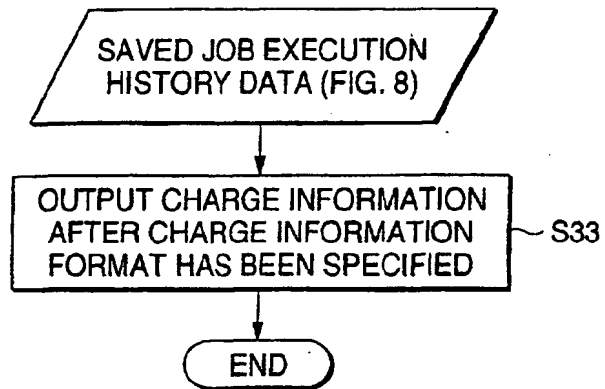 SAVED JOB EXECUTION
HISTORY DATA (FIG. 8)
OUTPUT CHARGE INFORMATION
AFTER CHARGE INFORMATION
FORMAT HAS BEEN SPECIFIED
S33
END